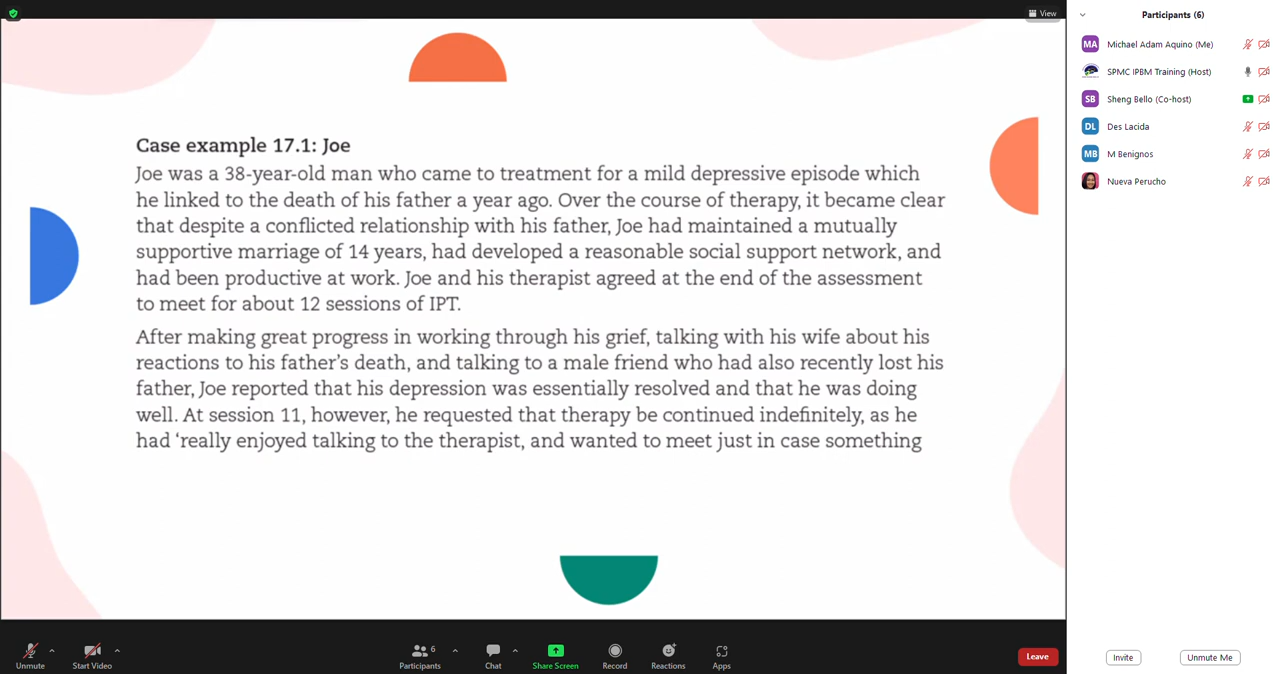 View
Participants (6)
MA Michael Adam Aquino (Me)
SPMC IPBM Training (Host)
SB Sheng Bello (Co-host)
DL Des Lacida
MB M Benignos
Nueva Perucho
Case example 17.1: Joe
Joe was a 38-year-old man who came to treatment for a mild depressive episode which
he linked to the death of his father a year ago. Over the course of therapy, it became clear
that despite a conflicted relationship with his father, Joe had maintained a mutually
supportive marriage of 14 years, had developed a reasonable social support network, and
had been productive at work. Joe and his therapist agreed at the end of the assessment
to meet for about 12 sessions of IPT.
After making great progress in working through his grief, talking with his wife about his
reactions to his father's death, and talking to a male friend who had also recently lost his
father, Joe reported that his depression was essentially resolved and that he was doing
well. At session 11, however, he requested that therapy be continued indefinitely, as he
had 'really enjoyed talking to the therapist, and wanted to meet just in case something
Unmute
Start Video
6
Participants
Chat
Share Screen
Record
Reactions
Apps
Leave
Invite
Unmute Me